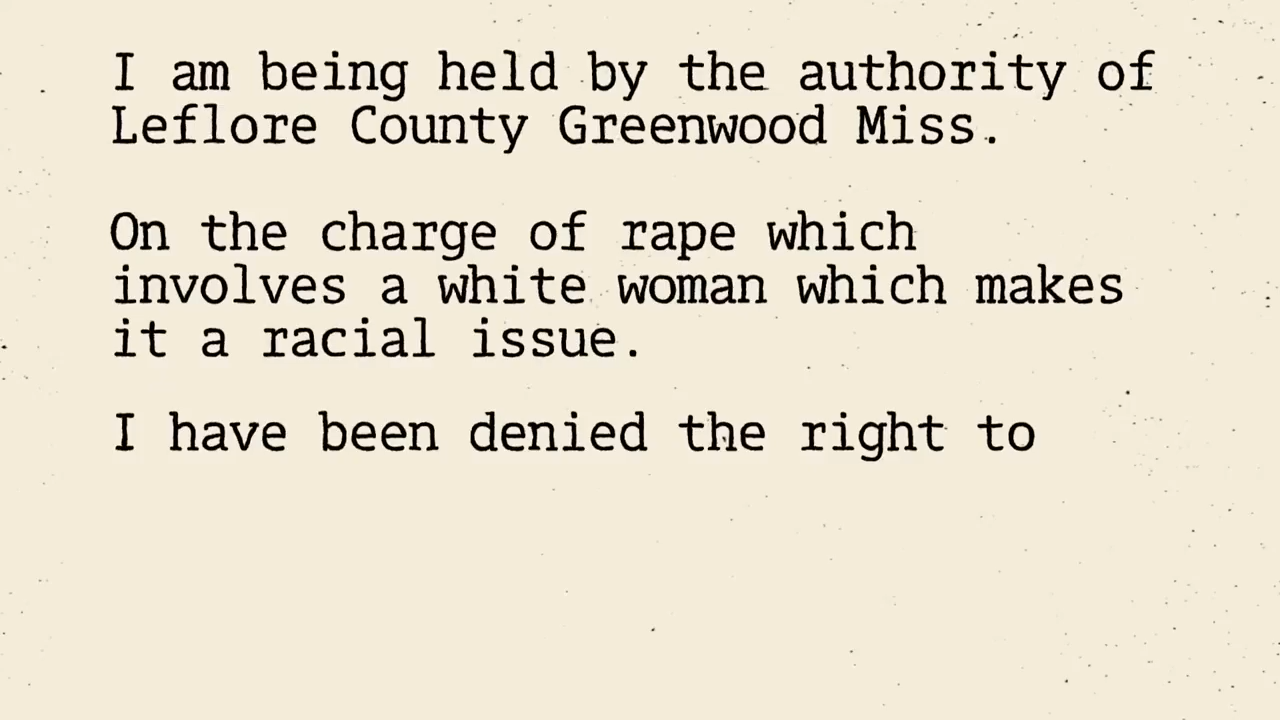 I am being held by the authority of
Leflore County Greenwood Miss.
On the charge of rape which
involves a white woman which makes
it a racial issue.
I have been denied the right to